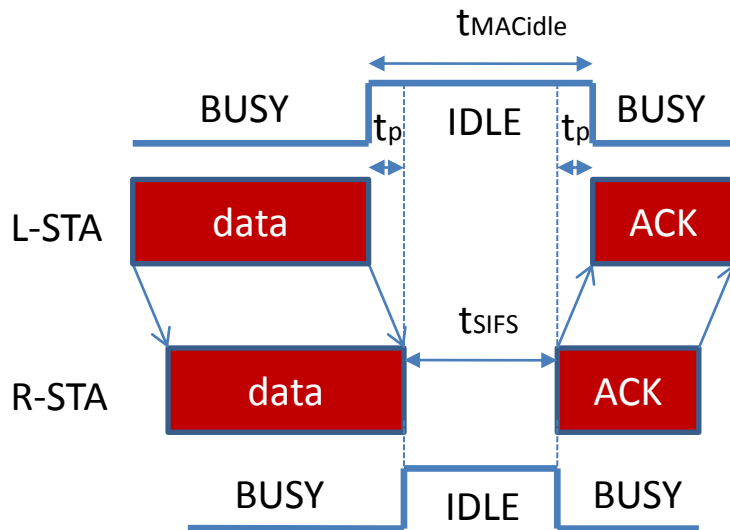 tMACidle
BUSY
tp
IDLE
tp
BUSY
L-STA
data
ACK
tSIFS
R-STA
data
ACK
BUSY
IDLE
BUSY